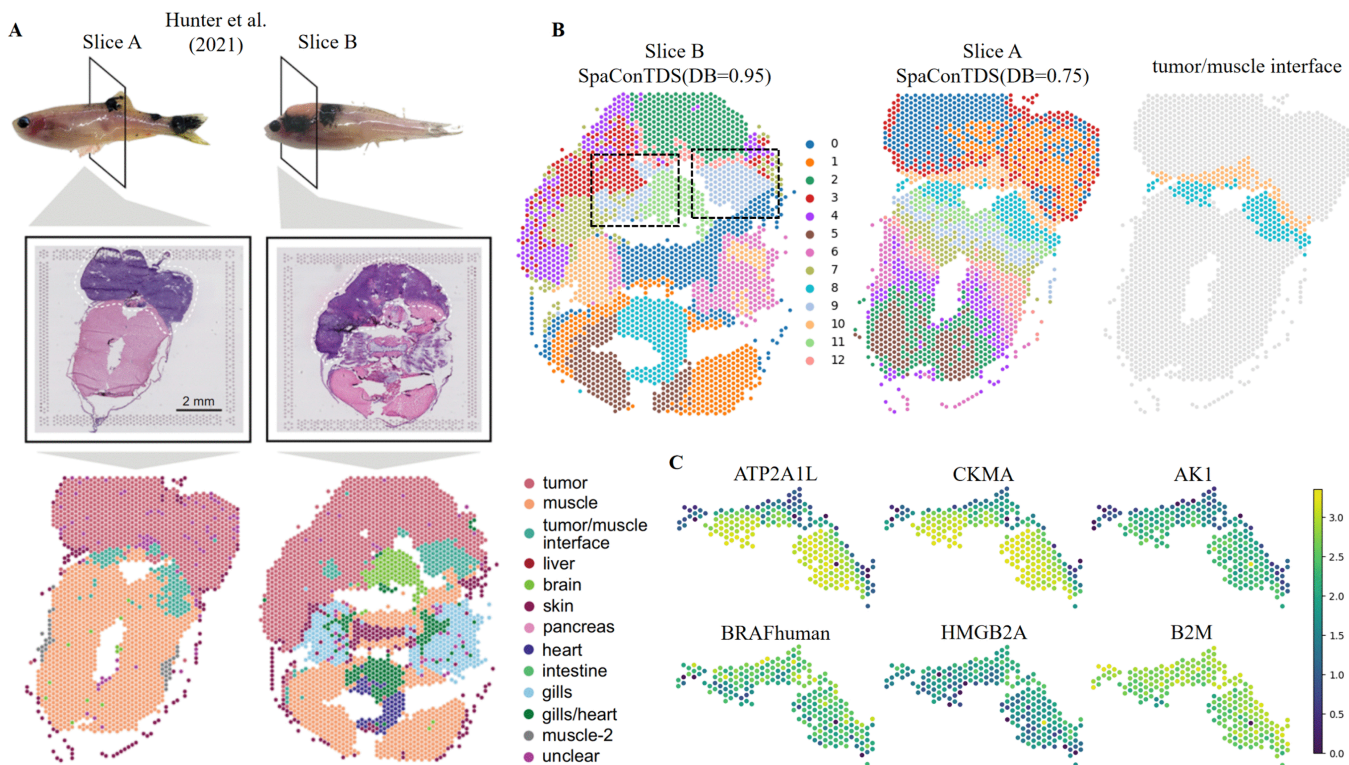 A
Hunter et al.
(2021)
Slice A
Slice B
2 mm
tumor
muscle
tumor/muscle
interface
liver
brain
skin
pancreas
heart
intestine
gills
gills/heart
muscle-2
unclear
B
Slice B
SpaConTDS(DB=0.95)
0
1
2
3
4
5
6
7
8
9
10
11
12
Slice A
SpaConTDS(DB=0.75)
tumor/muscle interface
C
ATP2A1L
CKMA
AK1
BRAFhuman
HMGB2A
B2M
3.0
2.5
2.0
1.5
1.0
0.5
0.0